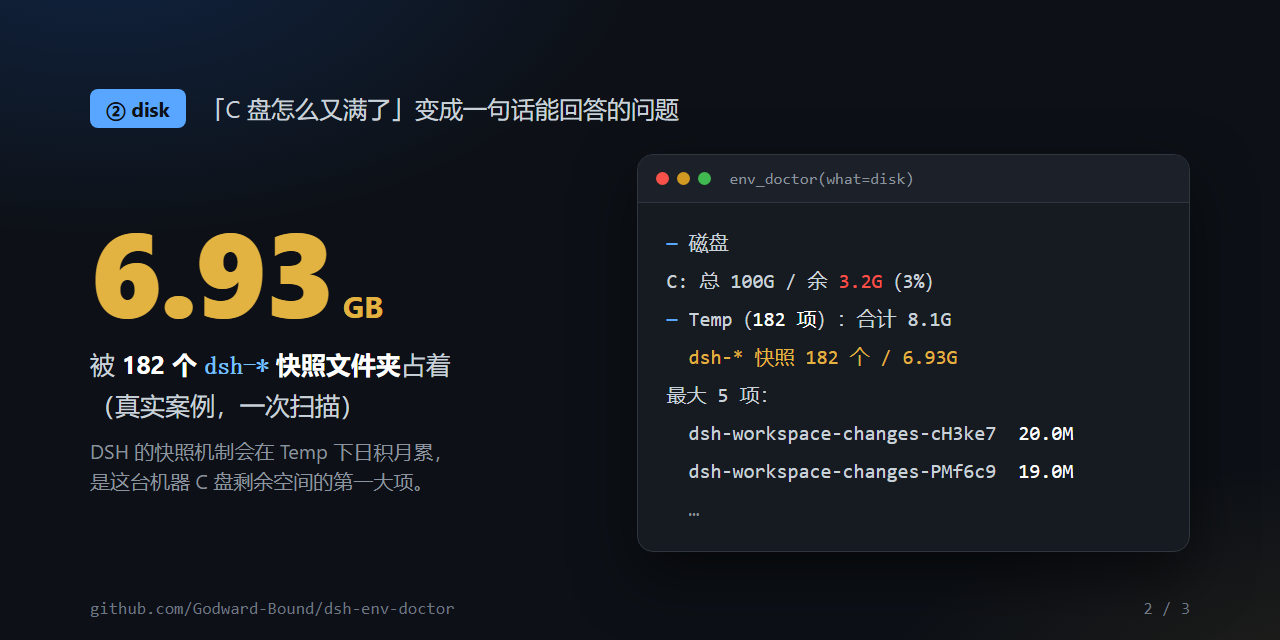 ② disk 「C 盘怎么又满了」变成一句话能回答的问题
6.93 GB
被 182 个 dsh-* 快照文件夹占着
（真实案例，一次扫描）
DSH 的快照机制会在 Temp 下日积月累，
是这台机器 C 盘剩余空间的第一大项。
env_doctor(what=disk)
— 磁盘
C: 总 100G / 余 3.2G (3%)
— Temp（182 项）: 合计 8.1G
dsh-* 快照 182 个 / 6.93G
最大 5 项:
dsh-workspace-changes-cH3ke7 20.0M
dsh-workspace-changes-PMf6c9 19.0M
…
github.com/Godward-Bound/dsh-env-doctor
2 / 3